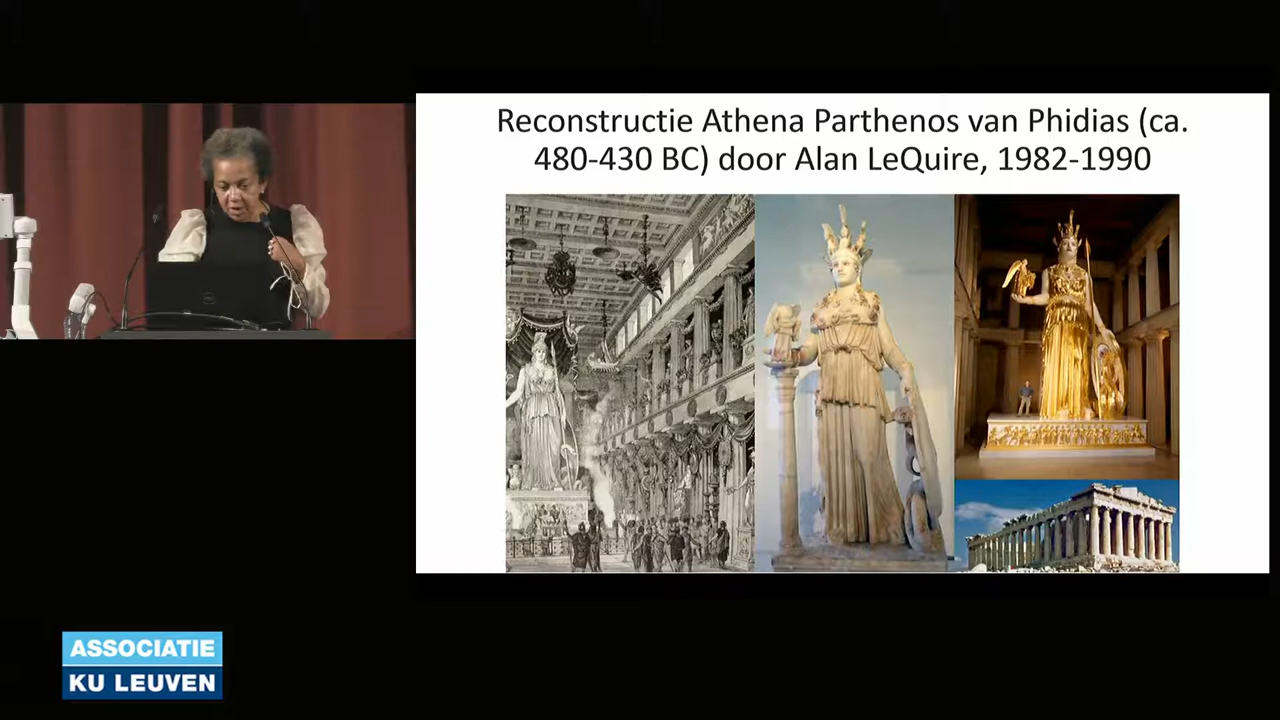 Reconstructie Athena Parthenos van Phidias (ca.
480-430 BC) door Alan LeQuire, 1982-1990
ASSOCIATIE
KU LEUVEN